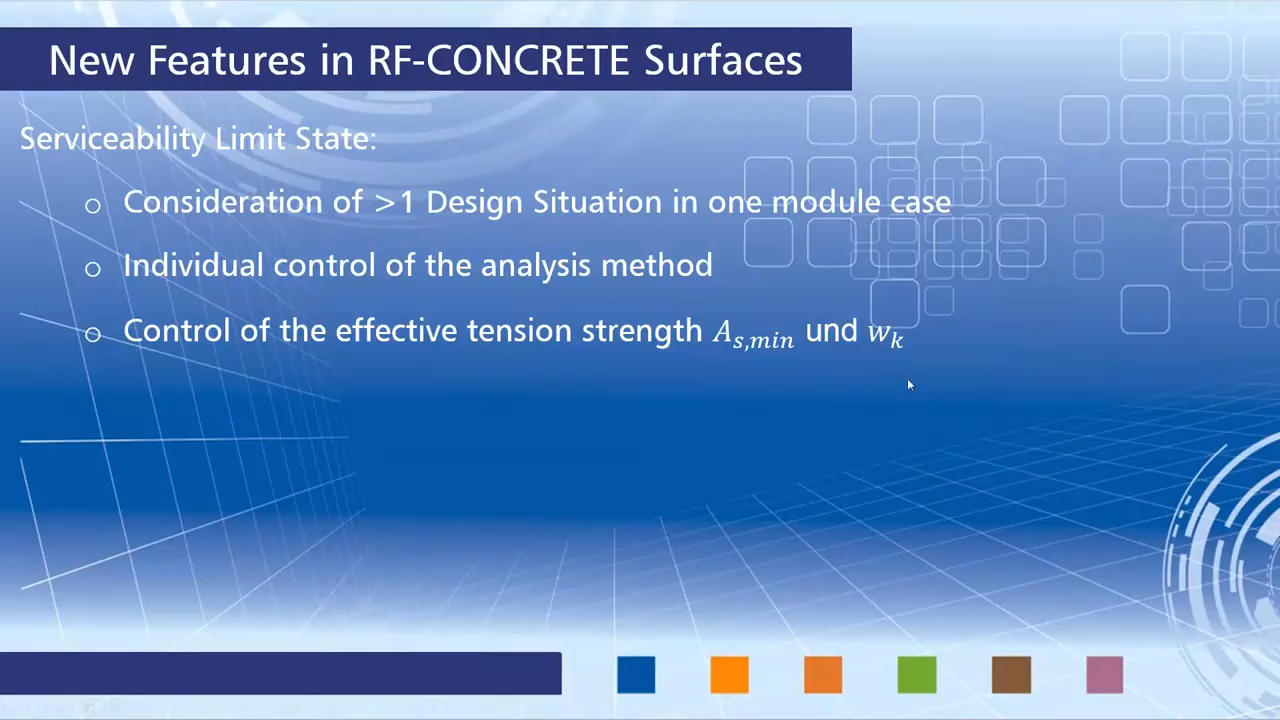 New Features in RF-CONCRETE Surfaces
Serviceability Limit State:
○ Consideration of >1 Design Situation in one module case
○ Individual control of the analysis method
○ Control of the effective tension strength $A_{s,min}$ und $w_k$